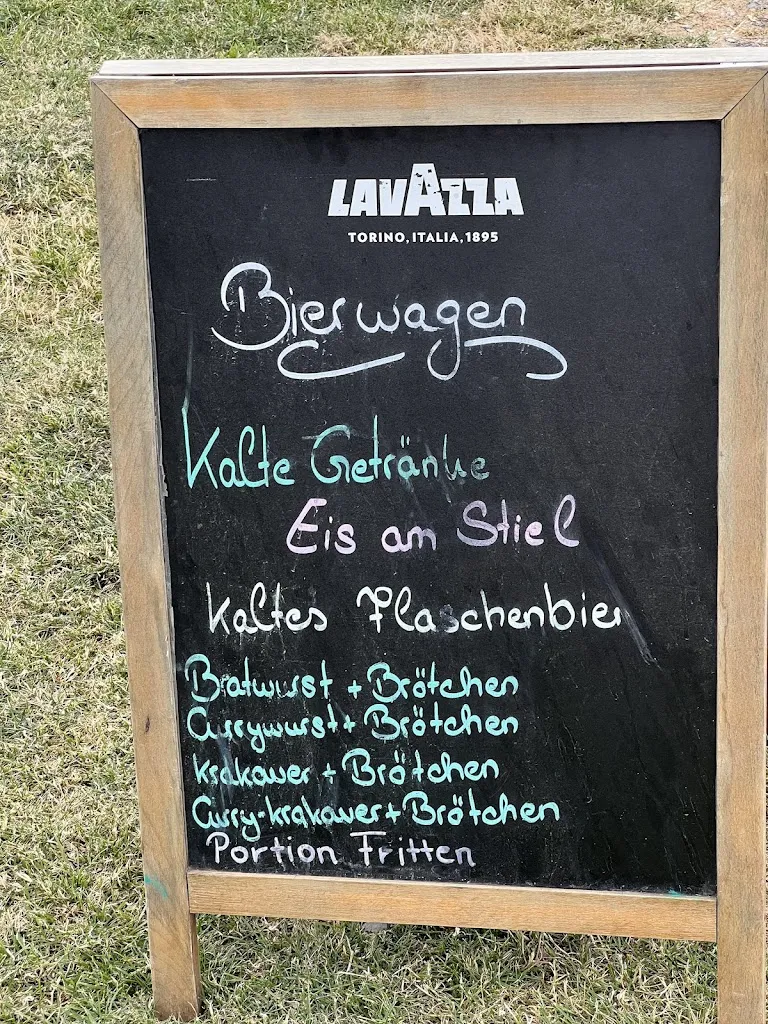 LAVAZZA
TORINO, ITALIA, 1895
Bierwagen
Kalte Getränke
Eis am Stiel
Kaltes Flaschenbier
Bratwurst + Brötchen
Currywurst + Brötchen
Krakauer + Brötchen
Curry-Krakauer + Brötchen
Portion Fritten